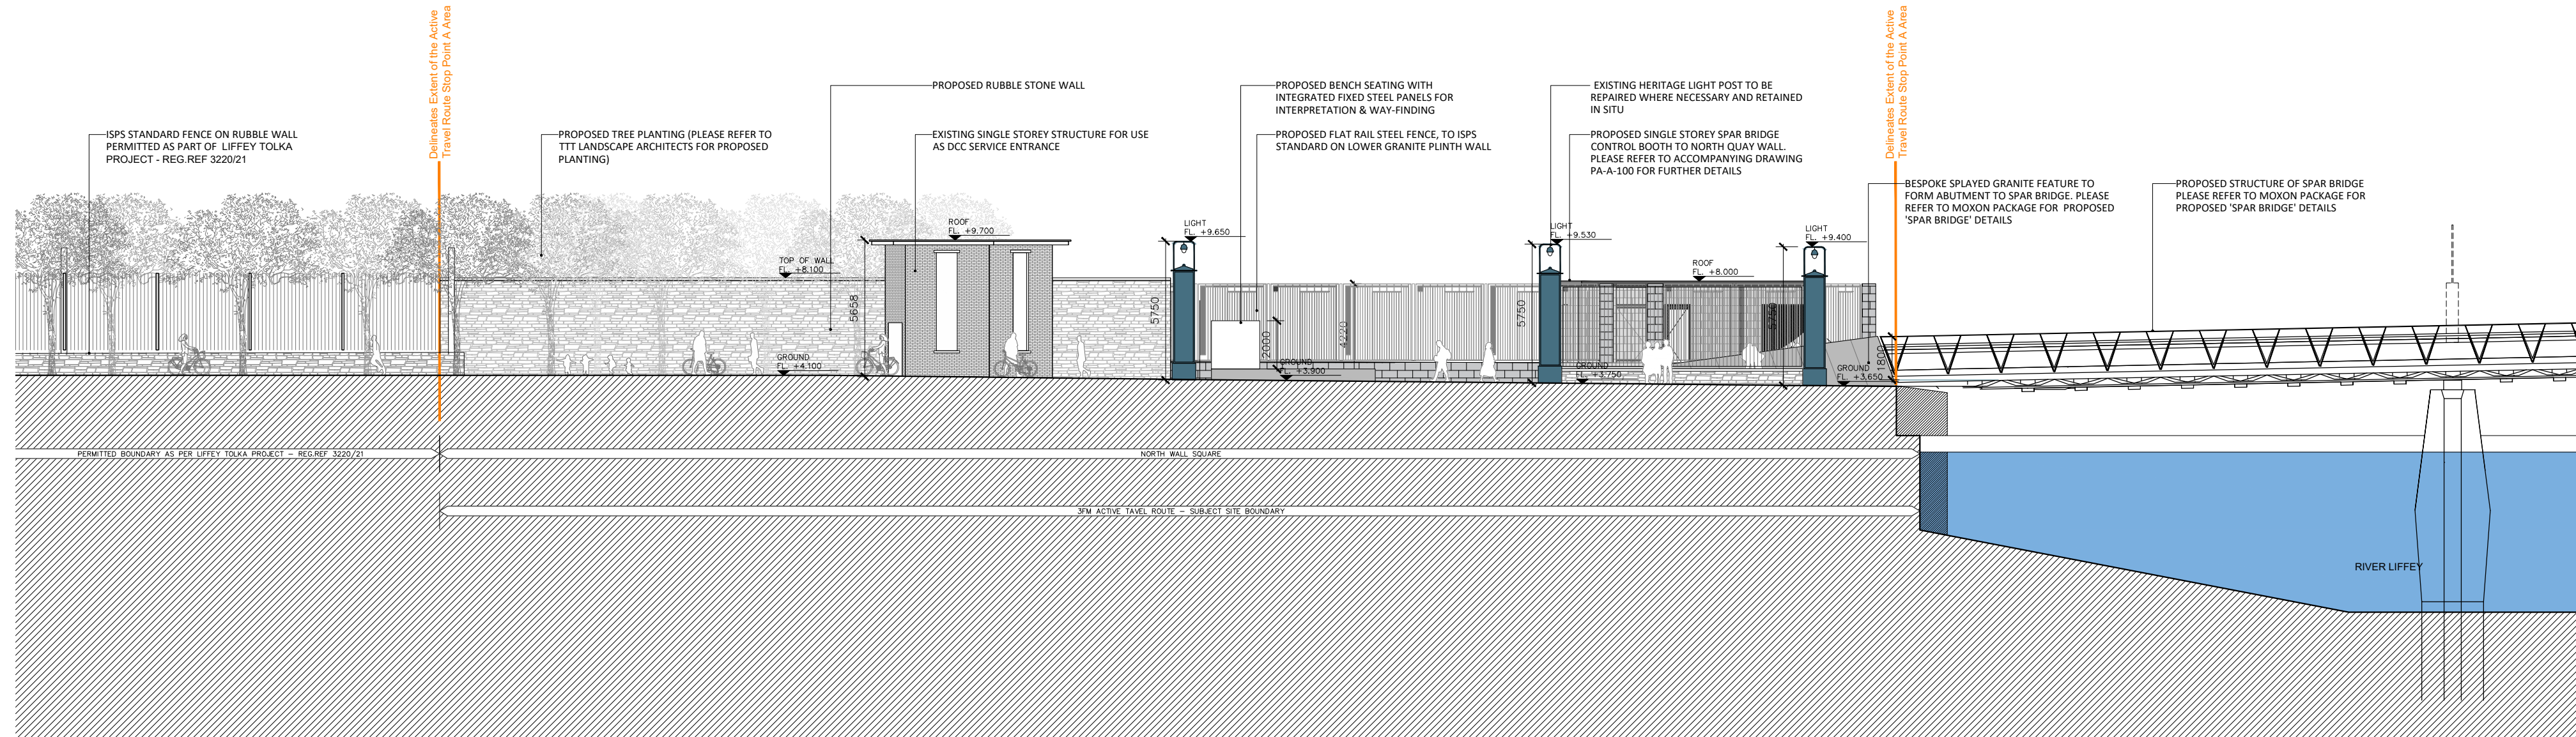 Delineates Extent of the Active
Travel Route Stop Point A Area
Delineates Extent of the Active
Travel Route Stop Point A Area
ISPS STANDARD FENCE ON RUBBLE WALL
PERMITTED AS PART OF LIFFEY TOLKA
PROJECT - REG.REF 3220/21
PROPOSED TREE PLANTING (PLEASE REFER TO
TTT LANDSCAPE ARCHITECTS FOR PROPOSED
PLANTING)
PROPOSED RUBBLE STONE WALL
EXISTING SINGLE STOREY STRUCTURE FOR USE
AS DCC SERVICE ENTRANCE
PROPOSED BENCH SEATING WITH
INTEGRATED FIXED STEEL PANELS FOR
INTERPRETATION & WAY-FINDING
PROPOSED FLAT RAIL STEEL FENCE, TO ISPS
STANDARD ON LOWER GRANITE PLINTH WALL
EXISTING HERITAGE LIGHT POST TO BE
REPAIRED WHERE NECESSARY AND RETAINED
IN SITU
PROPOSED SINGLE STOREY SPAR BRIDGE
CONTROL BOOTH TO NORTH QUAY WALL.
PLEASE REFER TO ACCOMPANYING DRAWING
PA-A-100 FOR FURTHER DETAILS
BESPOKE SPLAYED GRANITE FEATURE TO
FORM ABUTMENT TO SPAR BRIDGE. PLEASE
REFER TO MOXON PACKAGE FOR PROPOSED
'SPAR BRIDGE' DETAILS
PROPOSED STRUCTURE OF SPAR BRIDGE
PLEASE REFER TO MOXON PACKAGE FOR
PROPOSED 'SPAR BRIDGE' DETAILS
TOP OF WALL
FL. +8.100
ROOF
FL. +9.700
LIGHT
FL. +9.650
LIGHT
FL. +9.530
ROOF
FL. +8.000
LIGHT
FL. +9.400
5658
5750
2000
4220
5750
5750
1808
GROUND
FL. +4.100
GROUND
FL. +3.900
GROUND
FL. +3.750
GROUND
FL. +3.650
PERMITTED BOUNDARY AS PER LIFFEY TOLKA PROJECT - REG.REF 3220/21
NORTH WALL SQUARE
3FM ACTIVE TAVEL ROUTE - SUBJECT SITE BOUNDARY
RIVER LIFFEY